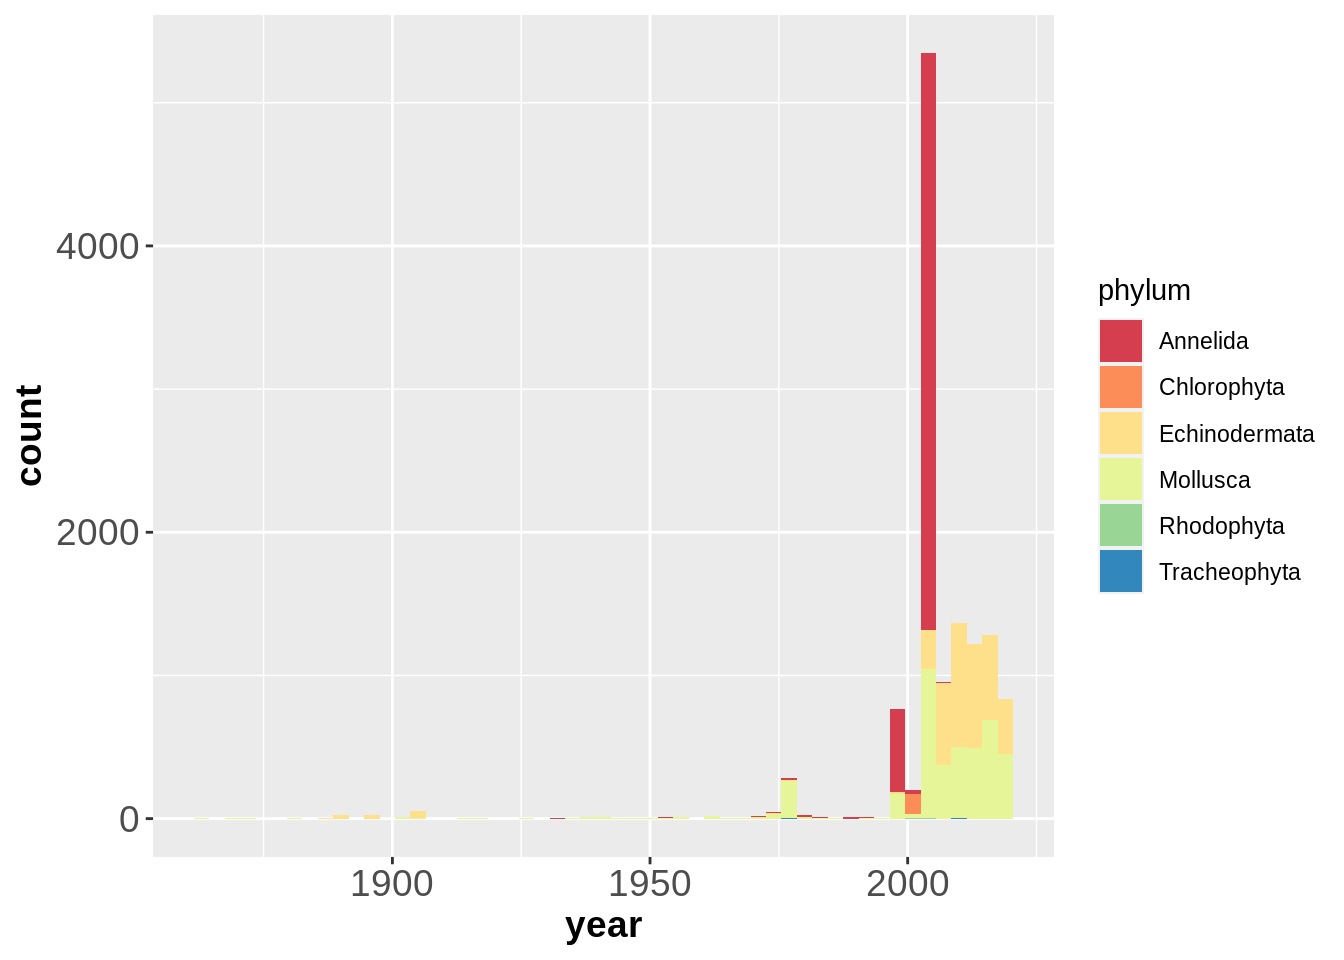 4000
2000
0
count
1900 1950 2000
year
phylum
Annelida
Chlorophyta
Echinodermata
Mollusca
Rhodophyta
Tracheophyta